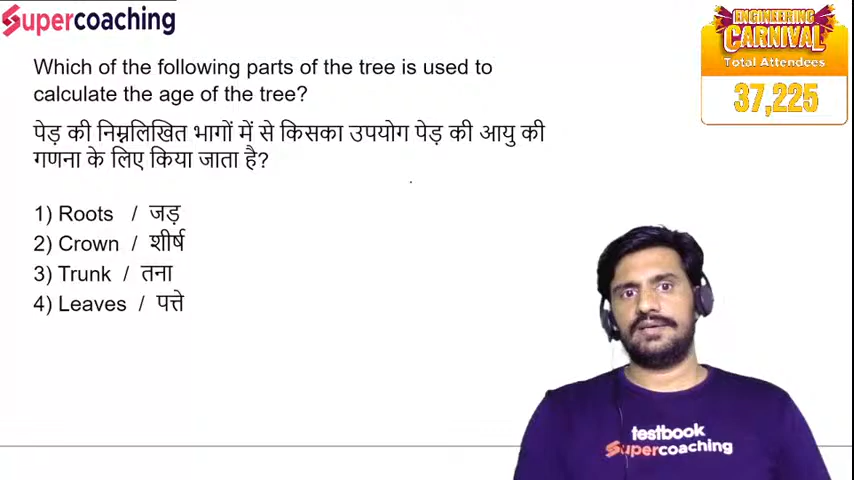 Supercoaching
ENGINEERING
CARNIVAL
Total Attendees
37,225
Which of the following parts of the tree is used to
calculate the age of the tree?
पेड़ की निम्नलिखित भागों में से किसका उपयोग पेड़ की आयु की
गणना के लिए किया जाता है?
1) Roots / जड़
2) Crown / शीर्ष
3) Trunk / तना
4) Leaves / पत्ते
testbook
Supercoaching